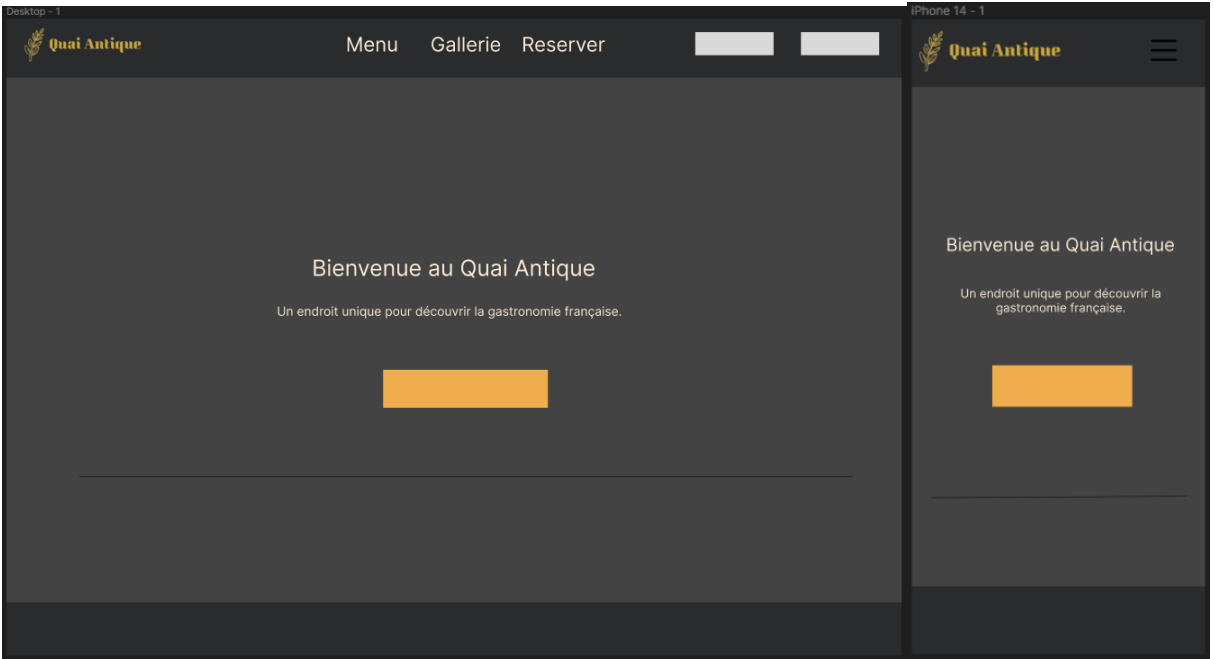 Desktop - 1
Quai Antique
Menu Gallerie Reserver
Bienvenue au Quai Antique
Un endroit unique pour découvrir la gastronomie française.
iPhone 14 - 1
Quai Antique
Bienvenue au Quai Antique
Un endroit unique pour découvrir la
gastronomie française.